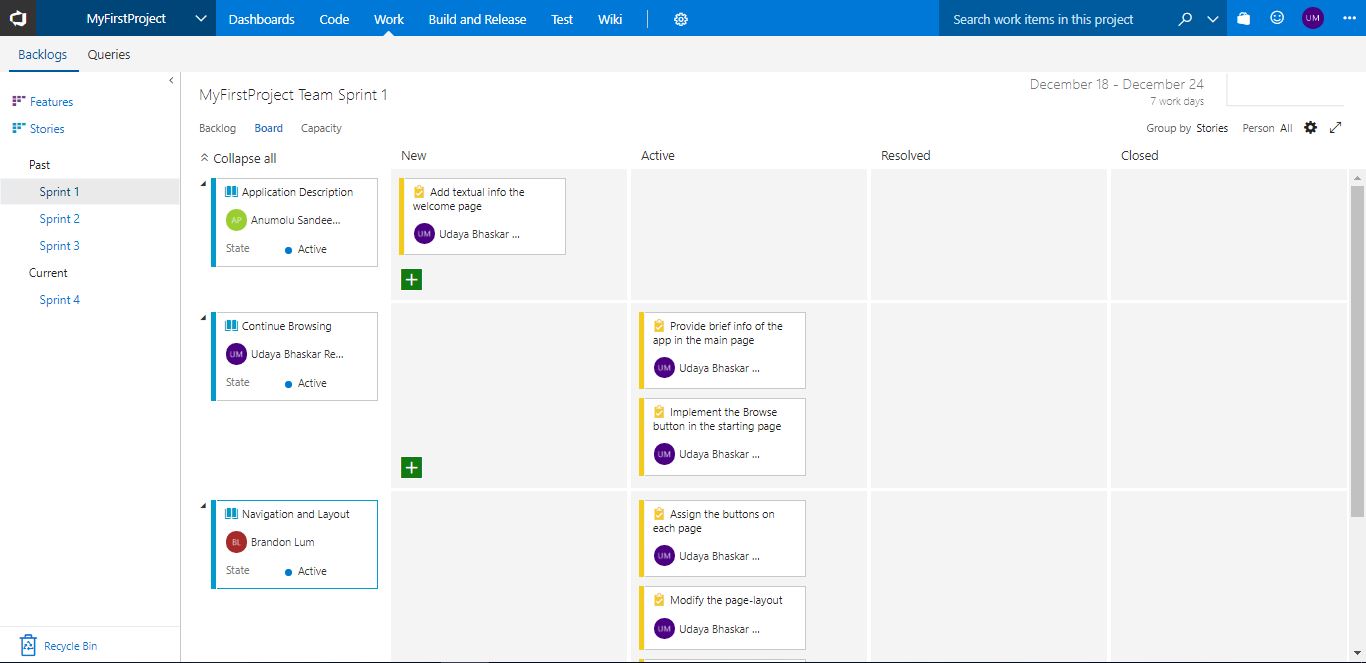 MyFirstProject
Dashboards Code Work Build and Release Test Wiki
Search work items in this project
UM
Backlogs Queries
Features
Stories
Past
Sprint 1
Sprint 2
Sprint 3
Current
Sprint 4
Recycle Bin
MyFirstProject Team Sprint 1
December 18 - December 24
7 work days
Backlog Board Capacity
Group by Stories Person All
Collapse all New Active Resolved Closed
Application Description
AP Anumolu Sandee...
State Active
Add textual info the
welcome page
UM Udaya Bhaskar ...
Continue Browsing
UM Udaya Bhaskar Re...
State Active
Provide brief info of the
app in the main page
UM Udaya Bhaskar ...
Implement the Browse
button in the starting page
UM Udaya Bhaskar ...
Navigation and Layout
BL Brandon Lum
State Active
Assign the buttons on
each page
UM Udaya Bhaskar ...
Modify the page-layout
UM Udaya Bhaskar ...